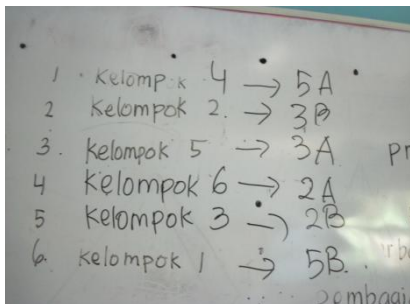 1. Kelompok 4 → 5A
2 Kelompok 2. → 3B
3. Kelompok 5 → 3A
4 Kelompok 6 → 2A
5 Kelompok 3 → 2B
6. Kelompok 1 → 5B.